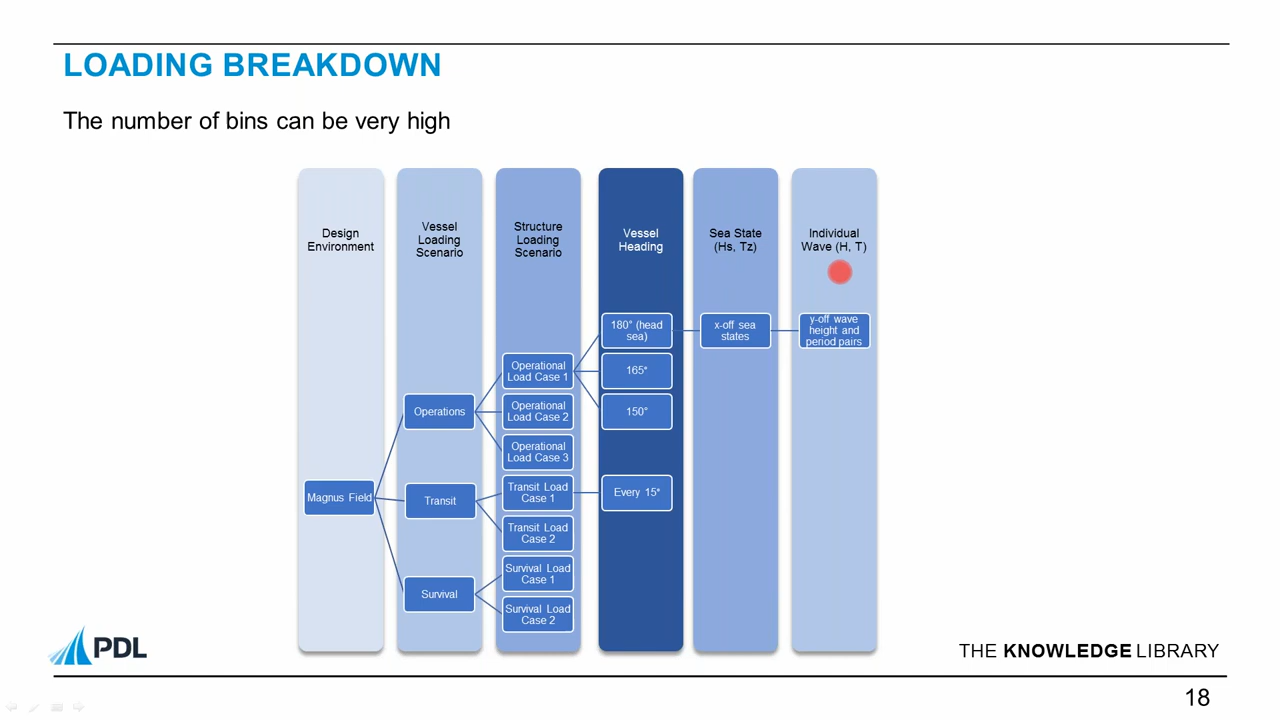 LOADING BREAKDOWN
The number of bins can be very high
Design
Environment
Vessel
Loading
Scenario
Structure
Loading
Scenario
Vessel
Heading
Sea State
(Hs, Tz)
Individual
Wave (H, T)
180° (head
sea)
x-off sea
states
y-off wave
height and
period pairs
Operational
Load Case 1
165°
Operations
Operational
Load Case 2
150°
Operational
Load Case 3
Magnus Field
Transit
Transit Load
Case 1
Every 15°
Transit Load
Case 2
Survival
Survival Load
Case 1
Survival Load
Case 2
PDL
THE KNOWLEDGE LIBRARY
18